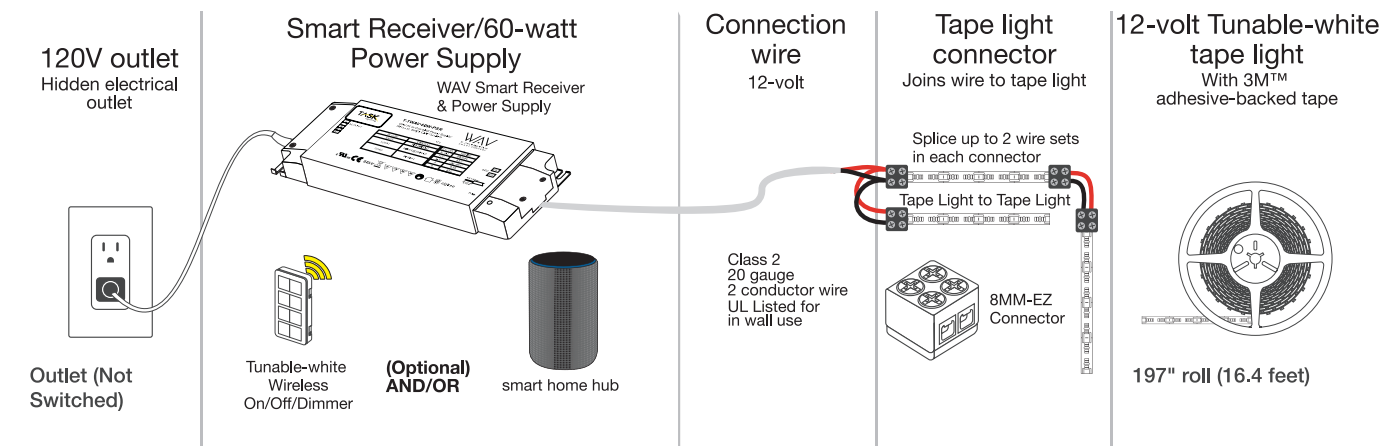 120V outlet
Hidden electrical
outlet
Outlet (Not
Switched)
Smart Receiver/60-watt
Power Supply
WAV Smart Receiver
& Power Supply
TASK
WAV
Tunable-white
Wireless
On/Off/Dimmer
(Optional)
AND/OR
smart home hub
Connection
wire
12-volt
Class 2
20 gauge
2 conductor wire
UL Listed for
in wall use
Tape light
connector
Joins wire to tape light
Splice up to 2 wire sets
in each connector
Tape Light to Tape Light
8MM-EZ
Connector
12-volt Tunable-white
tape light
With 3M™
adhesive-backed tape
197" roll (16.4 feet)